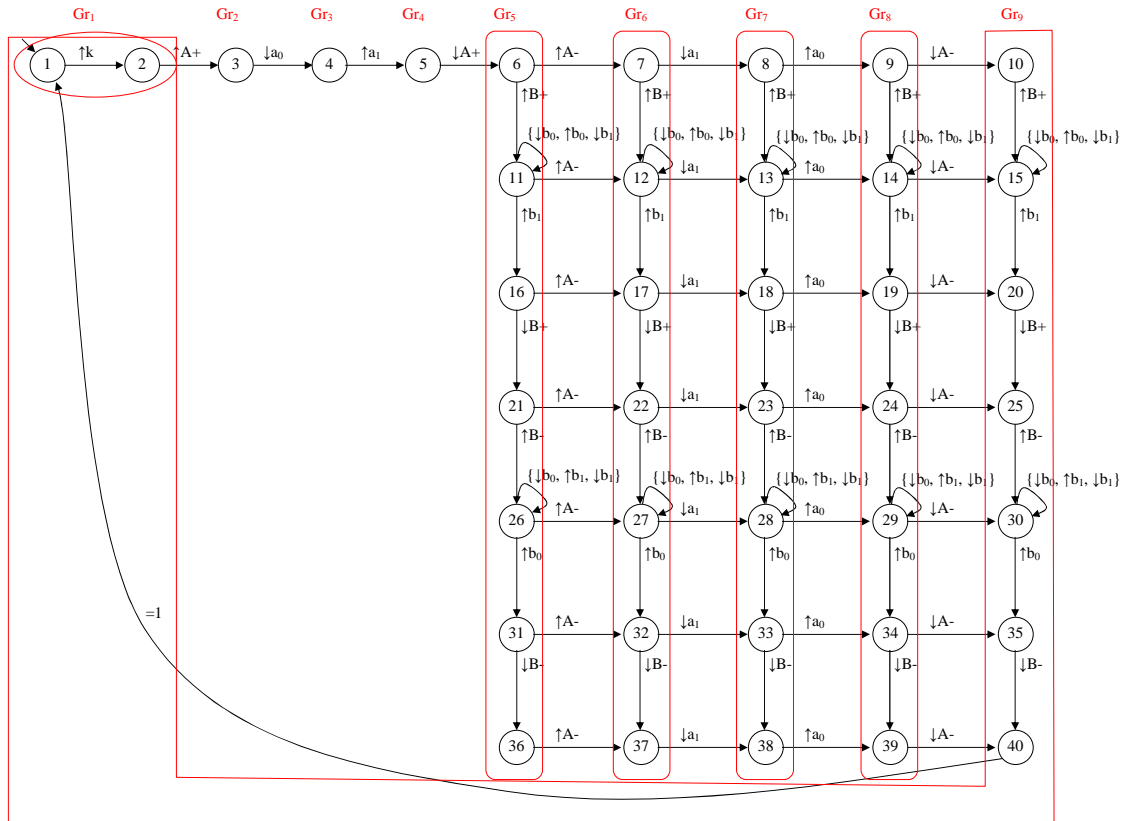 Gr₁ Gr₂ Gr₃ Gr₄ Gr₅ Gr₆ Gr₇ Gr₈ Gr₉
↑k ↑A+ ↓a₀ ↑a₁ ↓A+ ↑A- ↓a₁ ↑a₀ ↓A-
1 2 3 4 5 6 7 8 9 10
↑B+ ↑B+ ↑B+ ↑B+ ↑B+
{↓b₀, ↑b₀, ↓b₁} {↓b₀, ↑b₀, ↓b₁} {↓b₀, ↑b₀, ↓b₁} {↓b₀, ↑b₀, ↓b₁} {↓b₀, ↑b₀, ↓b₁}
↑A- ↓a₁ ↑a₀ ↓A-
11 12 13 14 15
↑b₁ ↑b₁ ↑b₁ ↑b₁ ↑b₁
↑A- ↓a₁ ↑a₀ ↓A-
16 17 18 19 20
↓B+ ↓B+ ↓B+ ↓B+ ↓B+
↑A- ↓a₁ ↑a₀ ↓A-
21 22 23 24 25
↑B- ↑B- ↑B- ↑B- ↑B-
{↓b₀, ↑b₁, ↓b₁} {↓b₀, ↑b₁, ↓b₁} {↓b₀, ↑b₁, ↓b₁} {↓b₀, ↑b₁, ↓b₁} {↓b₀, ↑b₁, ↓b₁}
↑A- ↓a₁ ↑a₀ ↓A-
26 27 28 29 30
↑b₀ ↑b₀ ↑b₀ ↑b₀ ↑b₀
=1
↑A- ↓a₁ ↑a₀ ↓A-
31 32 33 34 35
↓B- ↓B- ↓B- ↓B- ↓B-
↑A- ↓a₁ ↑a₀ ↓A-
36 37 38 39 40